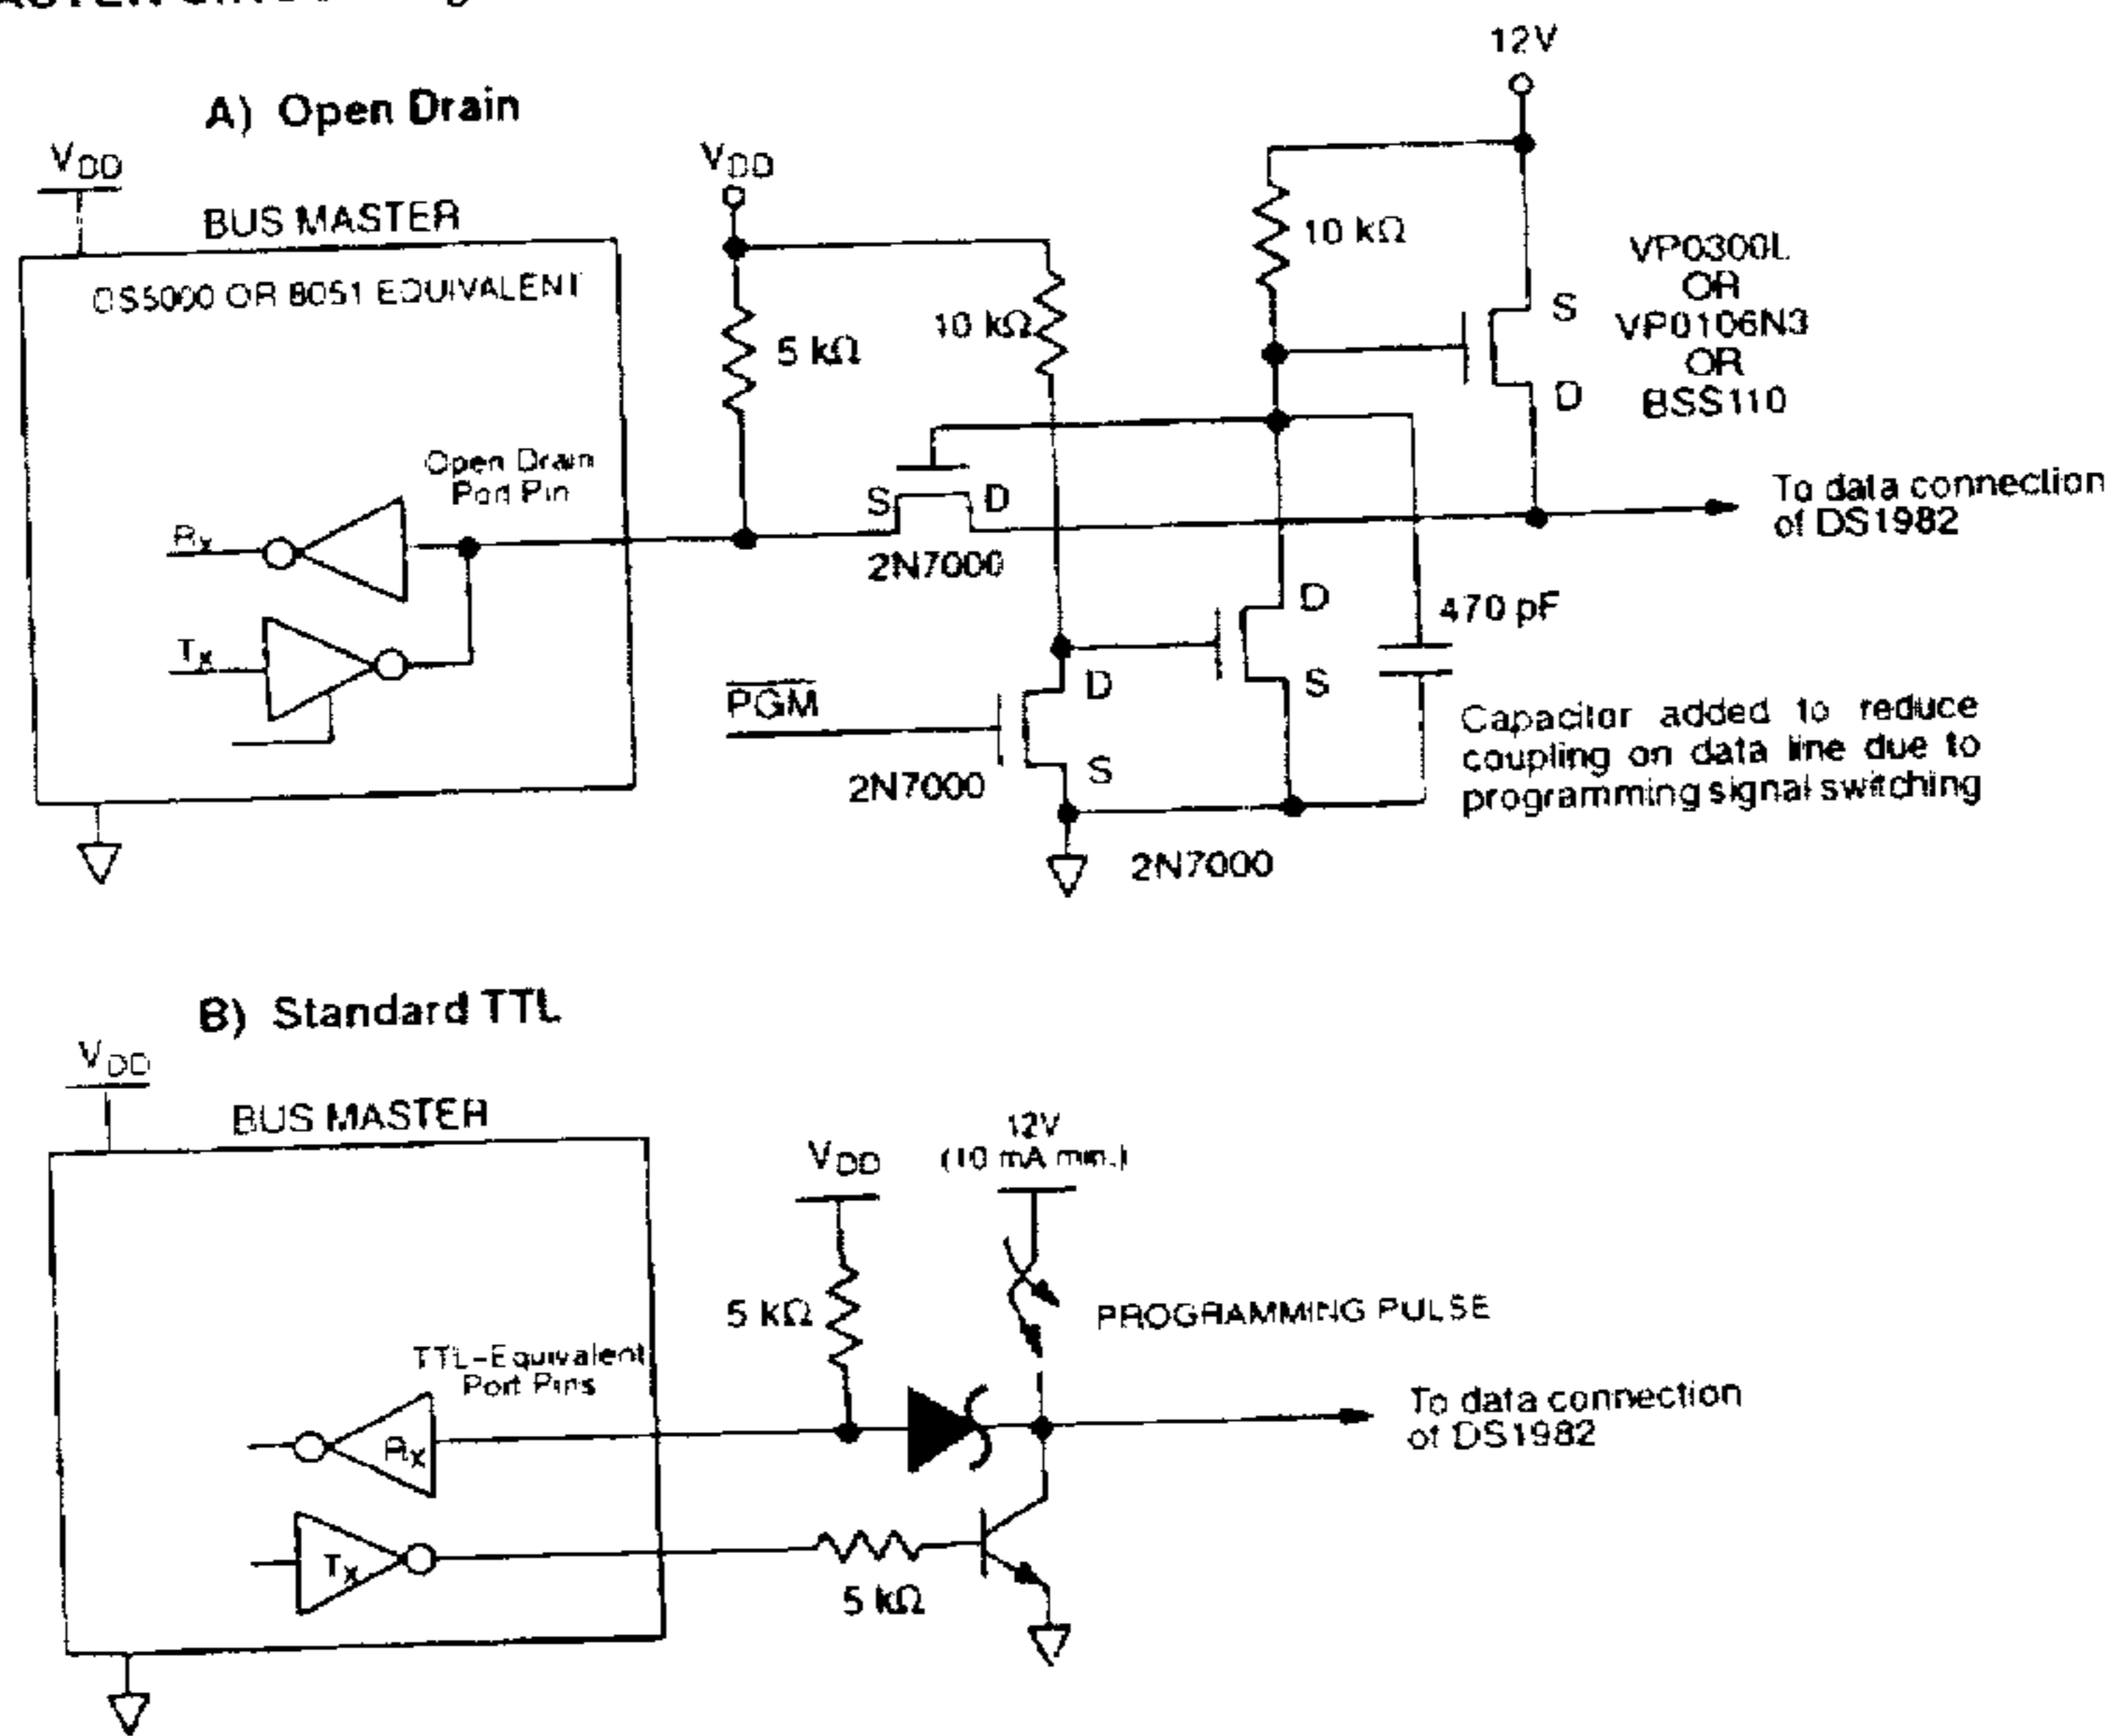 A) Open Drain
VDD
BUS MASTER
DS5000 OR 8051 EQUIVALENT
Open Drain
Port Pin
Rx
Tx
VDD
5 kΩ
10 kΩ
12V
10 kΩ
VP0300L
OR
VP0106N3
OR
BSS110
S
D
S
D
2N7000
To data connection
of DS1982
D
S
470 pF
PGM
D
S
2N7000
2N7000
Capacitor added to reduce
coupling on data line due to
programming signal switching
B) Standard TTL
VDD
BUS MASTER
TTL-Equivalent
Port Pins
Rx
Tx
VDD
5 kΩ
12V
(10 mA min.)
PROGRAMMING PULSE
To data connection
of DS1982
5 kΩ